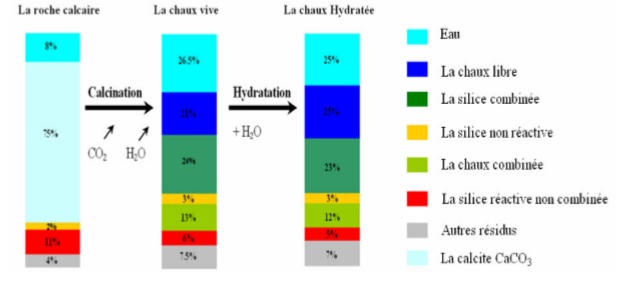 La roche calcaire
La chaux vive
La chaux Hydratée
8%
75%
2%
11%
4%
Calcination
CO2
H2O
26.5%
21%
20%
3%
13%
6%
7.5%
Hydratation
+ H2O
25%
25%
23%
3%
12%
5%
7%
Eau
La chaux libre
La silice combinée
La silice non réactive
La chaux combinée
La silice réactive non combinée
Autres résidus
La calcite CaCO3